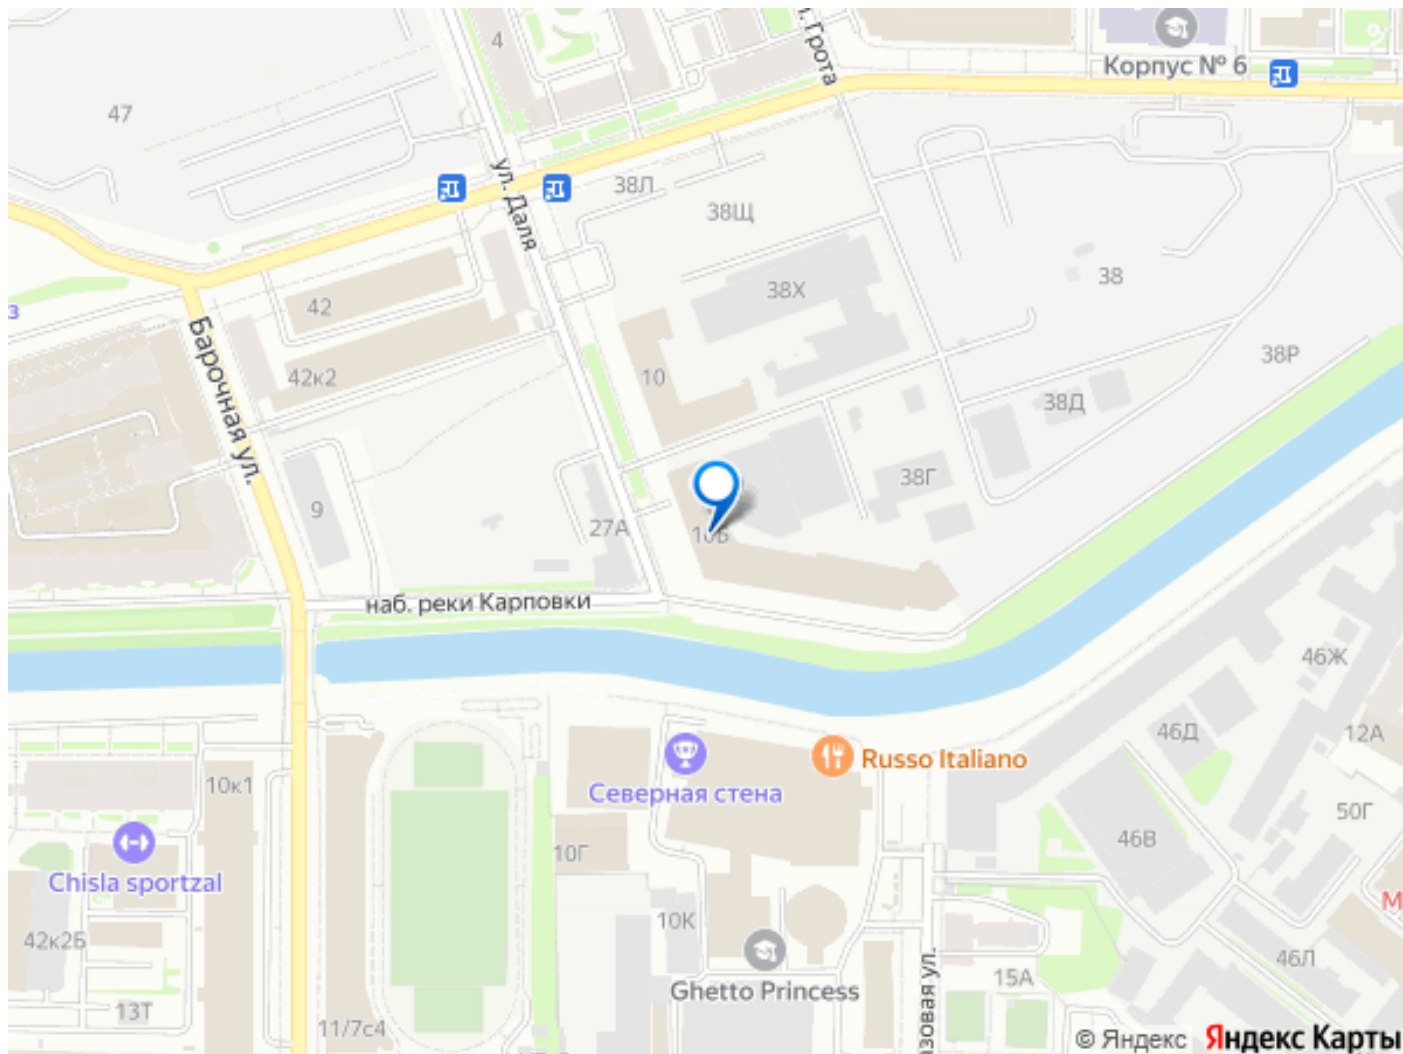 4
л. Грота
Корпус № 6
47
ул. Даля
38Л
38Щ
38
38Х
42
з
Барочная ул.
42к2
10
38Р
38Д
38Г
9
27А
наб. реки Карповки
46Ж
46Д
12А
Russo Italiano
Северная стена
10к1
50Г
46В
10Г
Chisla sportzal
10К
М
42к2Б
46Л
Ghetto Princess
15А
азовая ул.
13Т
11/7с4
© Яндекс Яндекс Карты